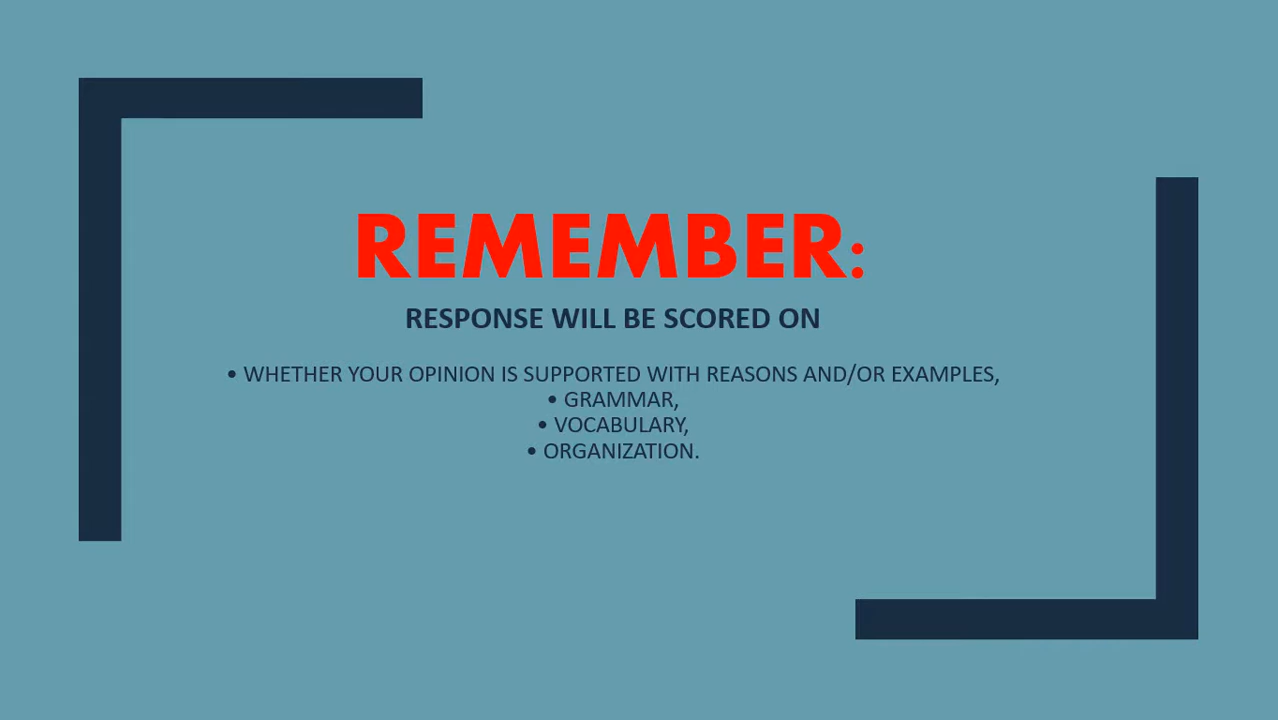 REMEMBER:
RESPONSE WILL BE SCORED ON
• WHETHER YOUR OPINION IS SUPPORTED WITH REASONS AND/OR EXAMPLES,
• GRAMMAR,
• VOCABULARY,
• ORGANIZATION.